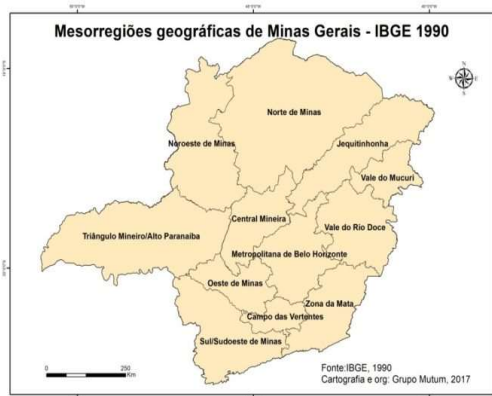 Mesorregiões geográficas de Minas Gerais - IBGE 1990
N
W
E
S
Norte de Minas
Noroeste de Minas
Jequitinhonha
Vale do Mucuri
Central Mineira
Vale do Rio Doce
Triângulo Mineiro/Alto Paranaíba
Metropolitana de Belo Horizonte
Oeste de Minas
Zona da Mata
Campo das Vertentes
Sul/Sudoeste de Minas
0 250
Km
Fonte:IBGE, 1990
Cartografia e org: Grupo Mutum, 2017